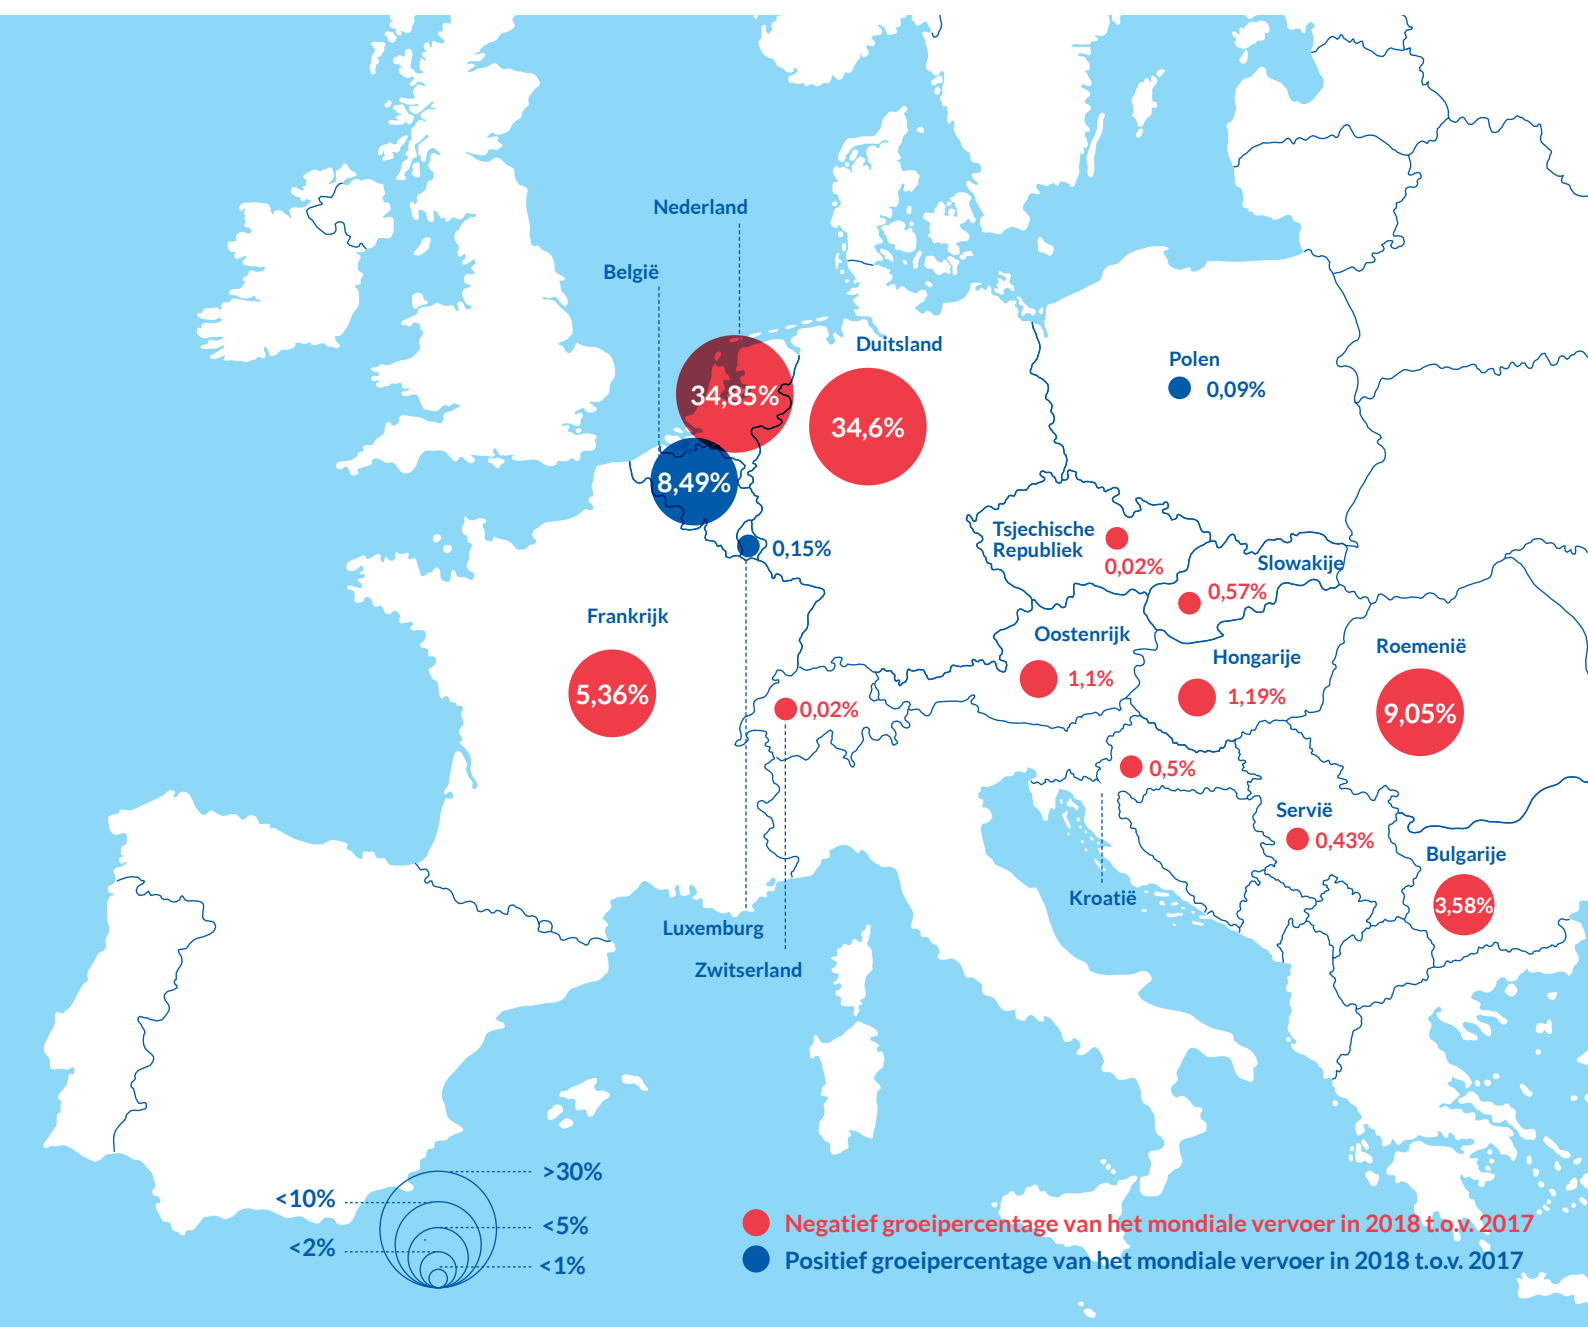 Nederland
België
Duitsland
34,85%
34,6%
8,49%
Polen
0,09%
Tsjechische
Republiek
0,02%
0,15%
Slowakije
0,57%
Frankrijk
5,36%
Oostenrijk
1,1%
Hongarije
1,19%
Roemenië
9,05%
0,02%
0,5%
Servië
0,43%
Bulgarije
3,58%
Kroatië
Luxemburg
Zwitserland
>30%
<10%
<5%
<2%
<1%
Negatief groeipercentage van het mondiale vervoer in 2018 t.o.v. 2017
Positief groeipercentage van het mondiale vervoer in 2018 t.o.v. 2017